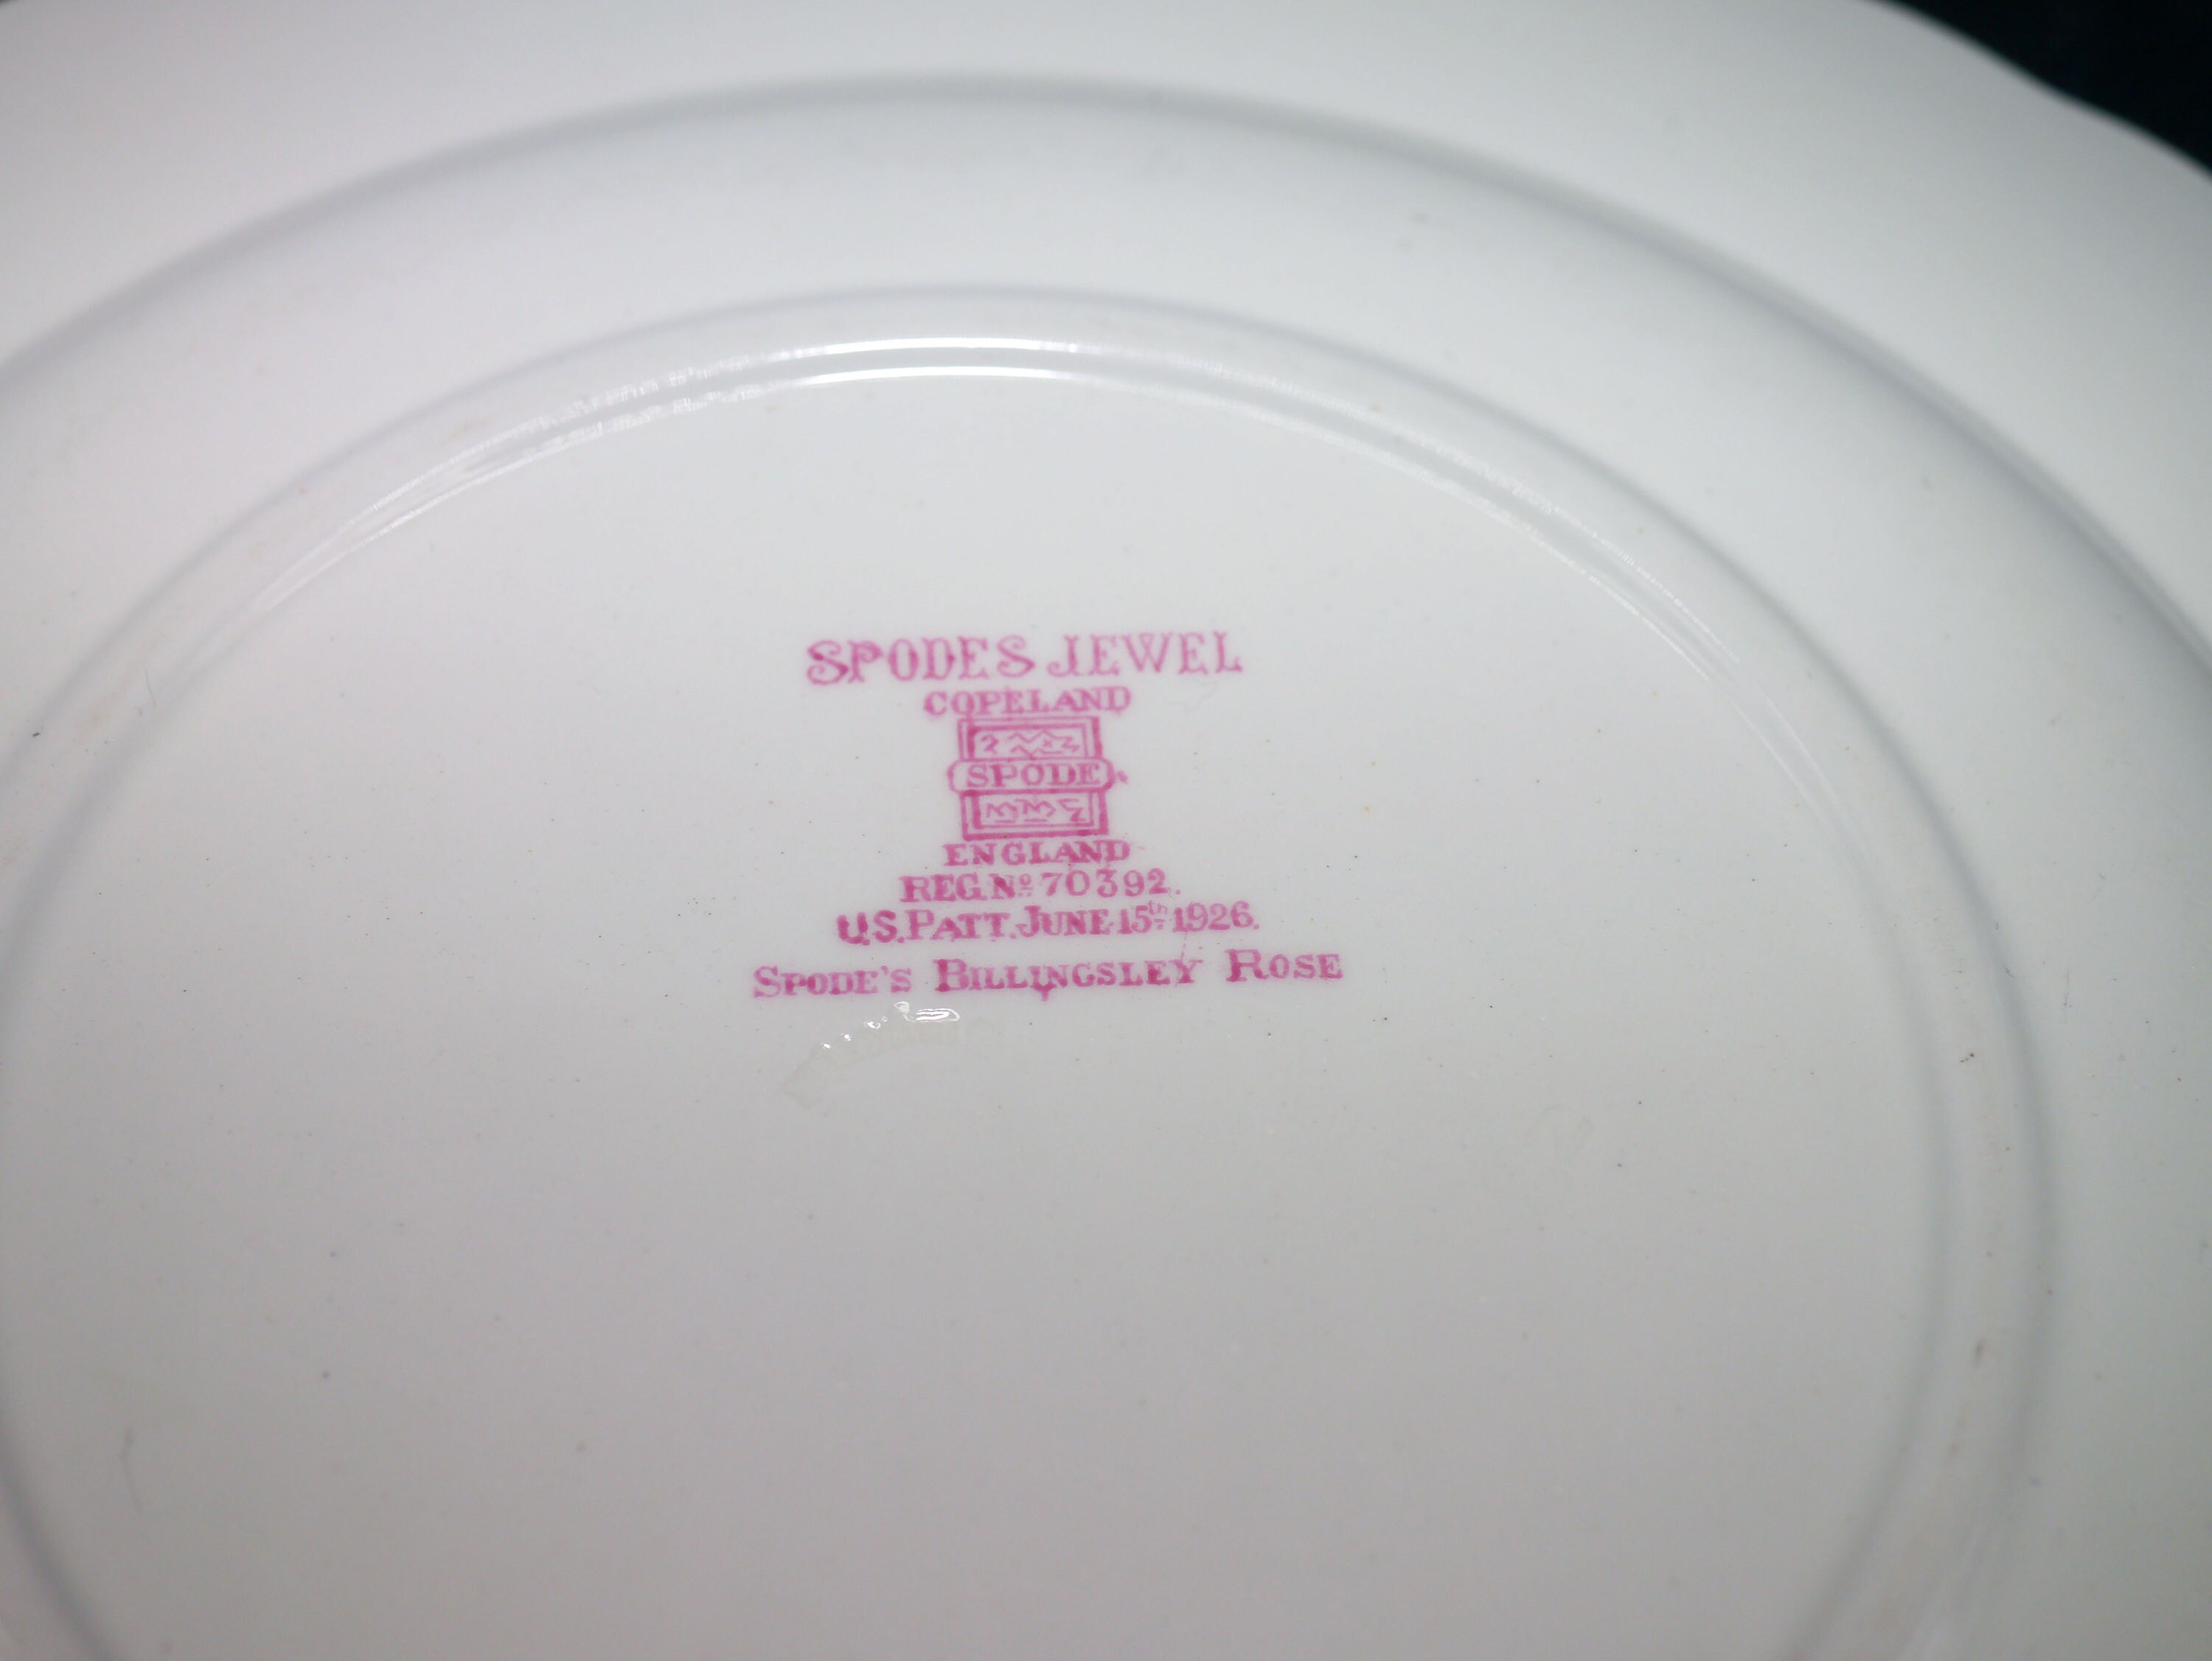 SPODES JEWEL
COPELAND
SPODE
ENGLAND
REG. Nº 70392.
U.S. PATT. JUNE 15th 1926.
SPODE'S BILLINGSLEY ROSE